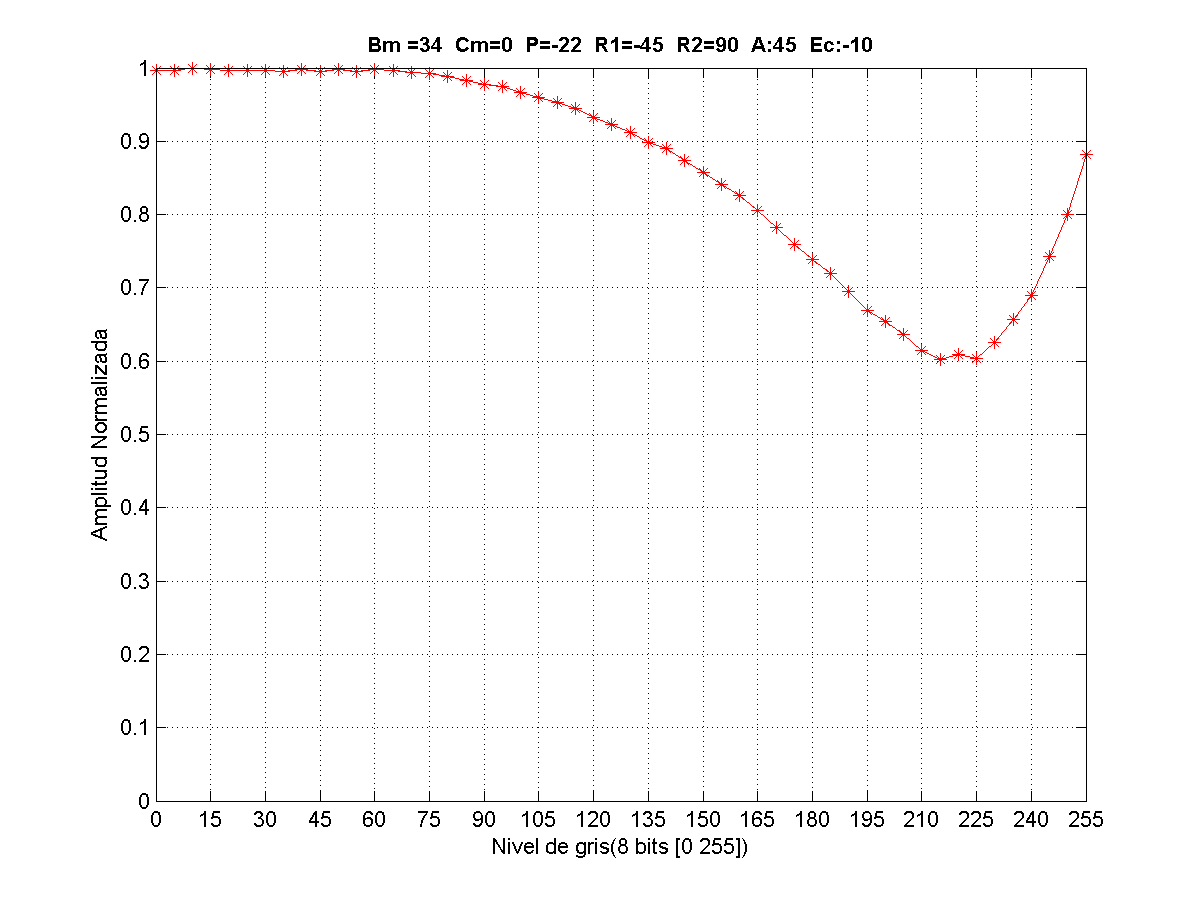 Bm =34  Cm=0  P=-22  R1=-45  R2=90  A:45  Ec:-10
1
0.9
0.8
0.7
0.6
0.5
0.4
0.3
0.2
0.1
0
Amplitud Normalizada
0 15 30 45 60 75 90 105 120 135 150 165 180 195 210 225 240 255
Nivel de gris(8 bits [0 255])